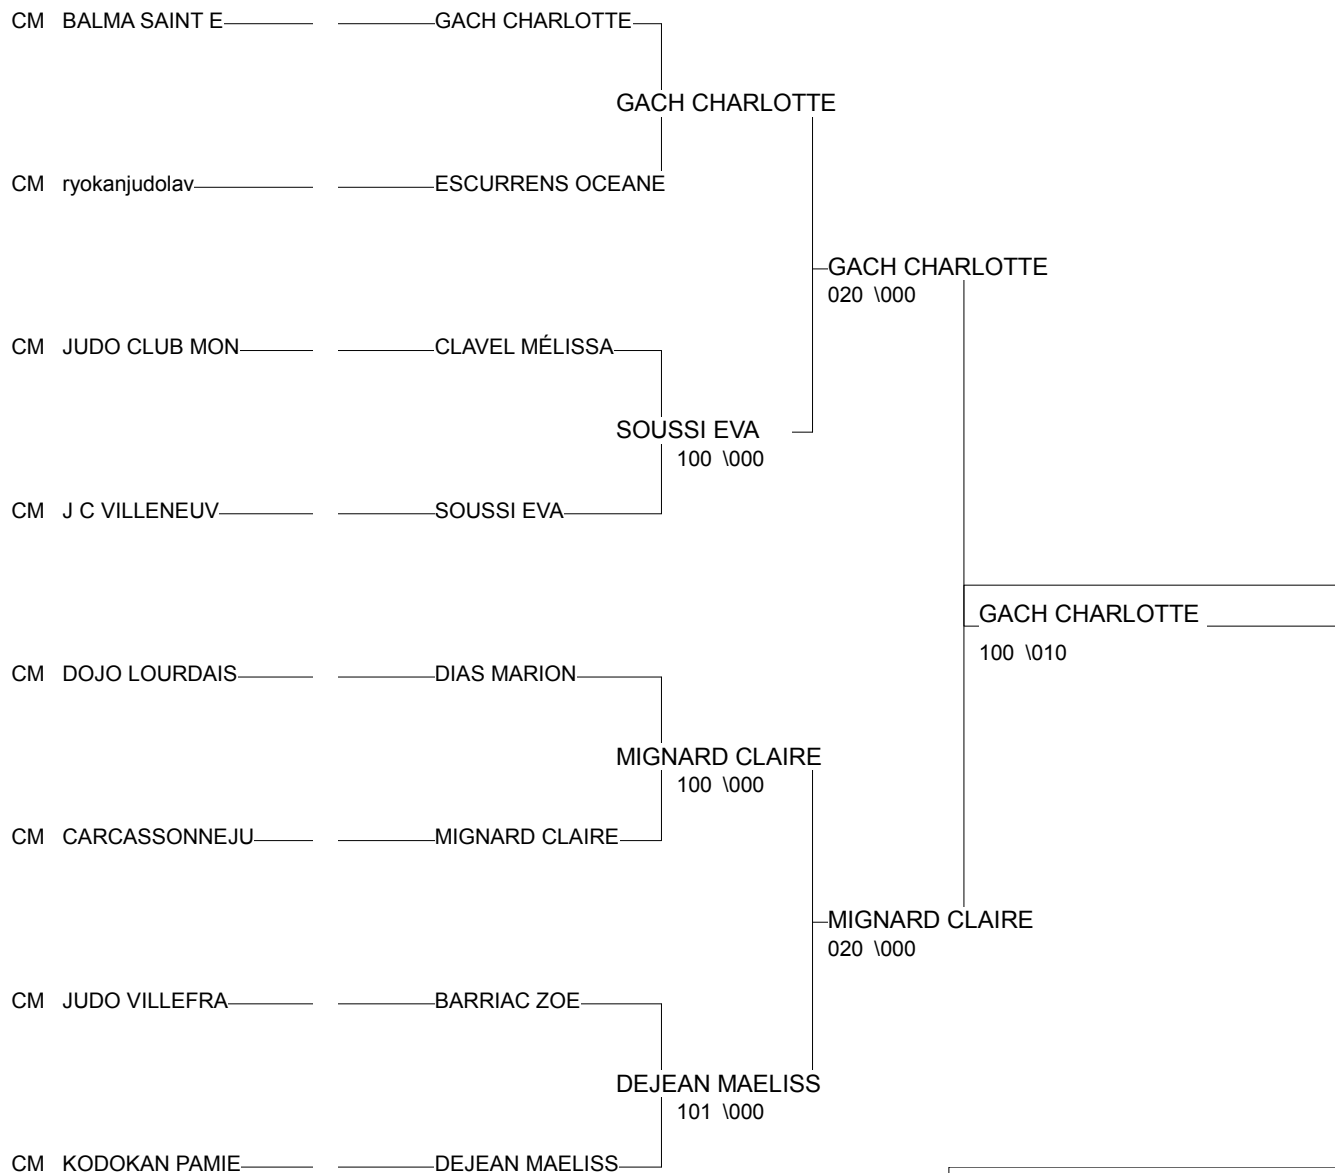 CM BALMA SAINT E GACH CHARLOTTE
GACH CHARLOTTE
CM ryokanjudolav ESCURRENS OCEANE
GACH CHARLOTTE
020 \000
CM JUDO CLUB MON CLAVEL MÉLISSA
SOUSSI EVA
100 \000
CM J C VILLENEUV SOUSSI EVA
GACH CHARLOTTE
100 \010
CM DOJO LOURDAIS DIAS MARION
MIGNARD CLAIRE
100 \000
CM CARCASSONNEJU MIGNARD CLAIRE
MIGNARD CLAIRE
020 \000
CM JUDO VILLEFRA BARRIAC ZOE
DEJEAN MAELISS
101 \000
CM KODOKAN PAMIE DEJEAN MAELISS